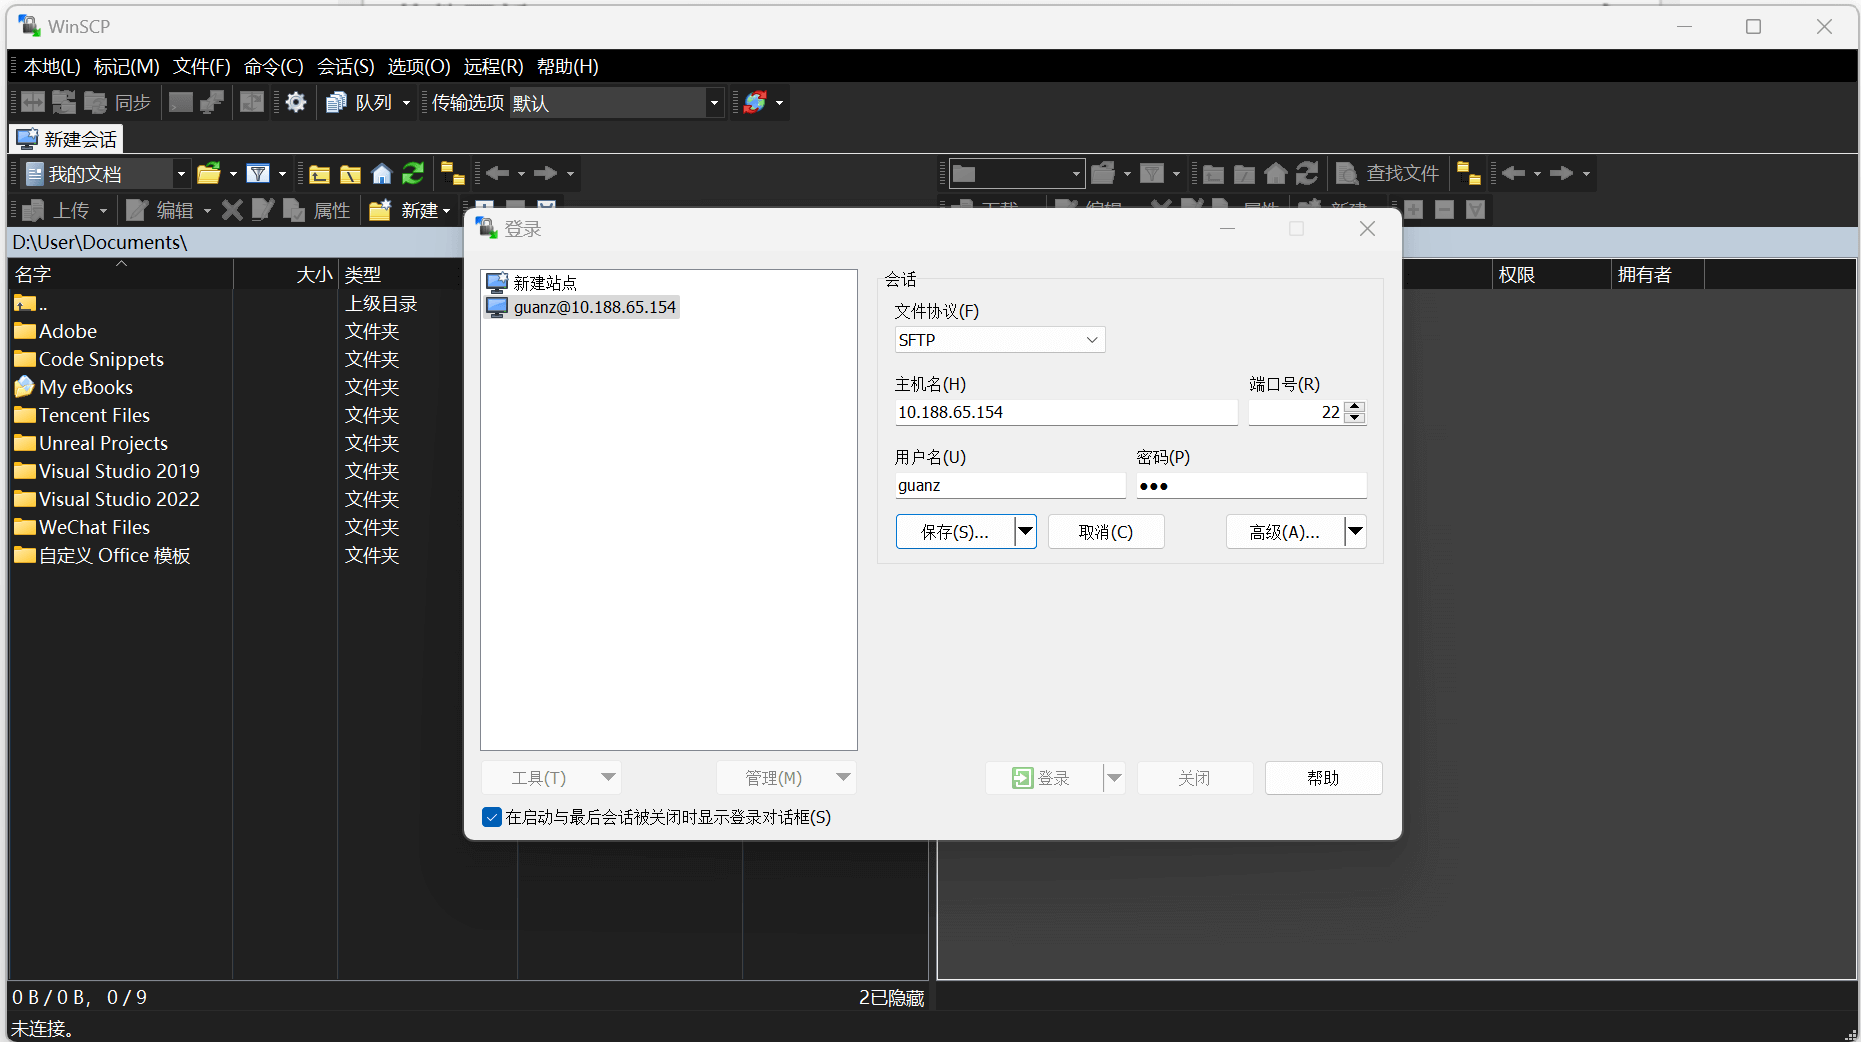 WinSCP
本地(L) 标记(M) 文件(F) 命令(C) 会话(S) 选项(O) 远程(R) 帮助(H)
同步 队列 传输选项 默认
新建会话
我的文档 查找文件
上传 编辑 属性 新建
D:\User\Documents\
名字 大小 类型 权限 拥有者
.. 上级目录
Adobe 文件夹
Code Snippets 文件夹
My eBooks 文件夹
Tencent Files 文件夹
Unreal Projects 文件夹
Visual Studio 2019 文件夹
Visual Studio 2022 文件夹
WeChat Files 文件夹
自定义 Office 模板 文件夹
登录
新建站点
guanz@10.188.65.154
会话
文件协议(F)
SFTP
主机名(H) 端口号(R)
10.188.65.154 22
用户名(U) 密码(P)
guanz ●●●
保存(S)... 取消(C) 高级(A)...
工具(T) 管理(M) 登录 关闭 帮助
在启动与最后会话被关闭时显示登录对话框(S)
0 B / 0 B, 0 / 9 2已隐藏
未连接。